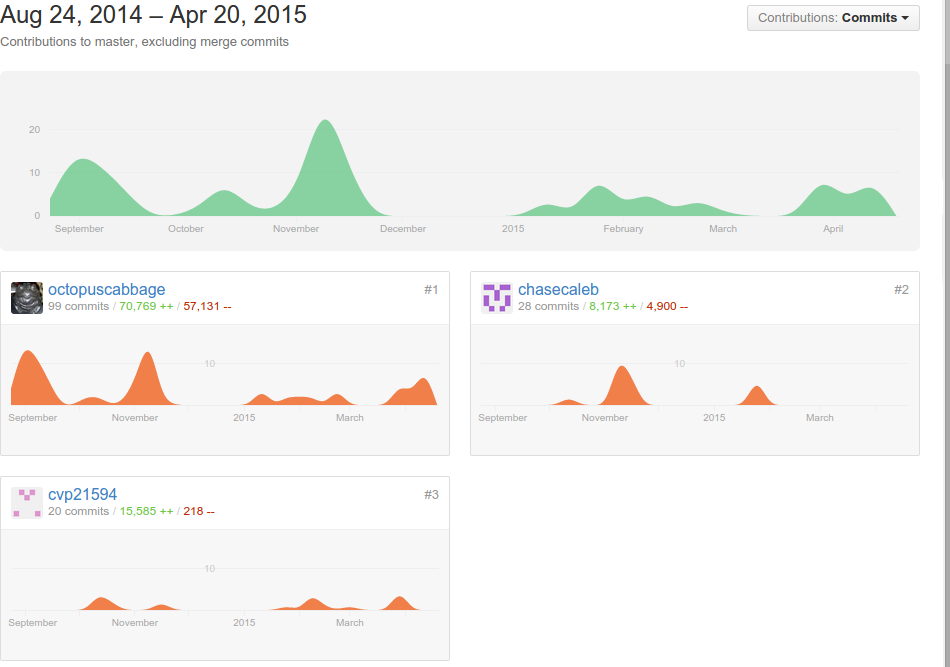 Aug 24, 2014 – Apr 20, 2015
Contributions: Commits
Contributions to master, excluding merge commits
20
10
0
September October November December 2015 February March April
octopuscabbage #1
99 commits / 70,769 ++ / 57,131 --
10
September November 2015 March
chasecaleb #2
28 commits / 8,173 ++ / 4,900 --
10
September November 2015 March
cvp21594 #3
20 commits / 15,585 ++ / 218 --
10
September November 2015 March